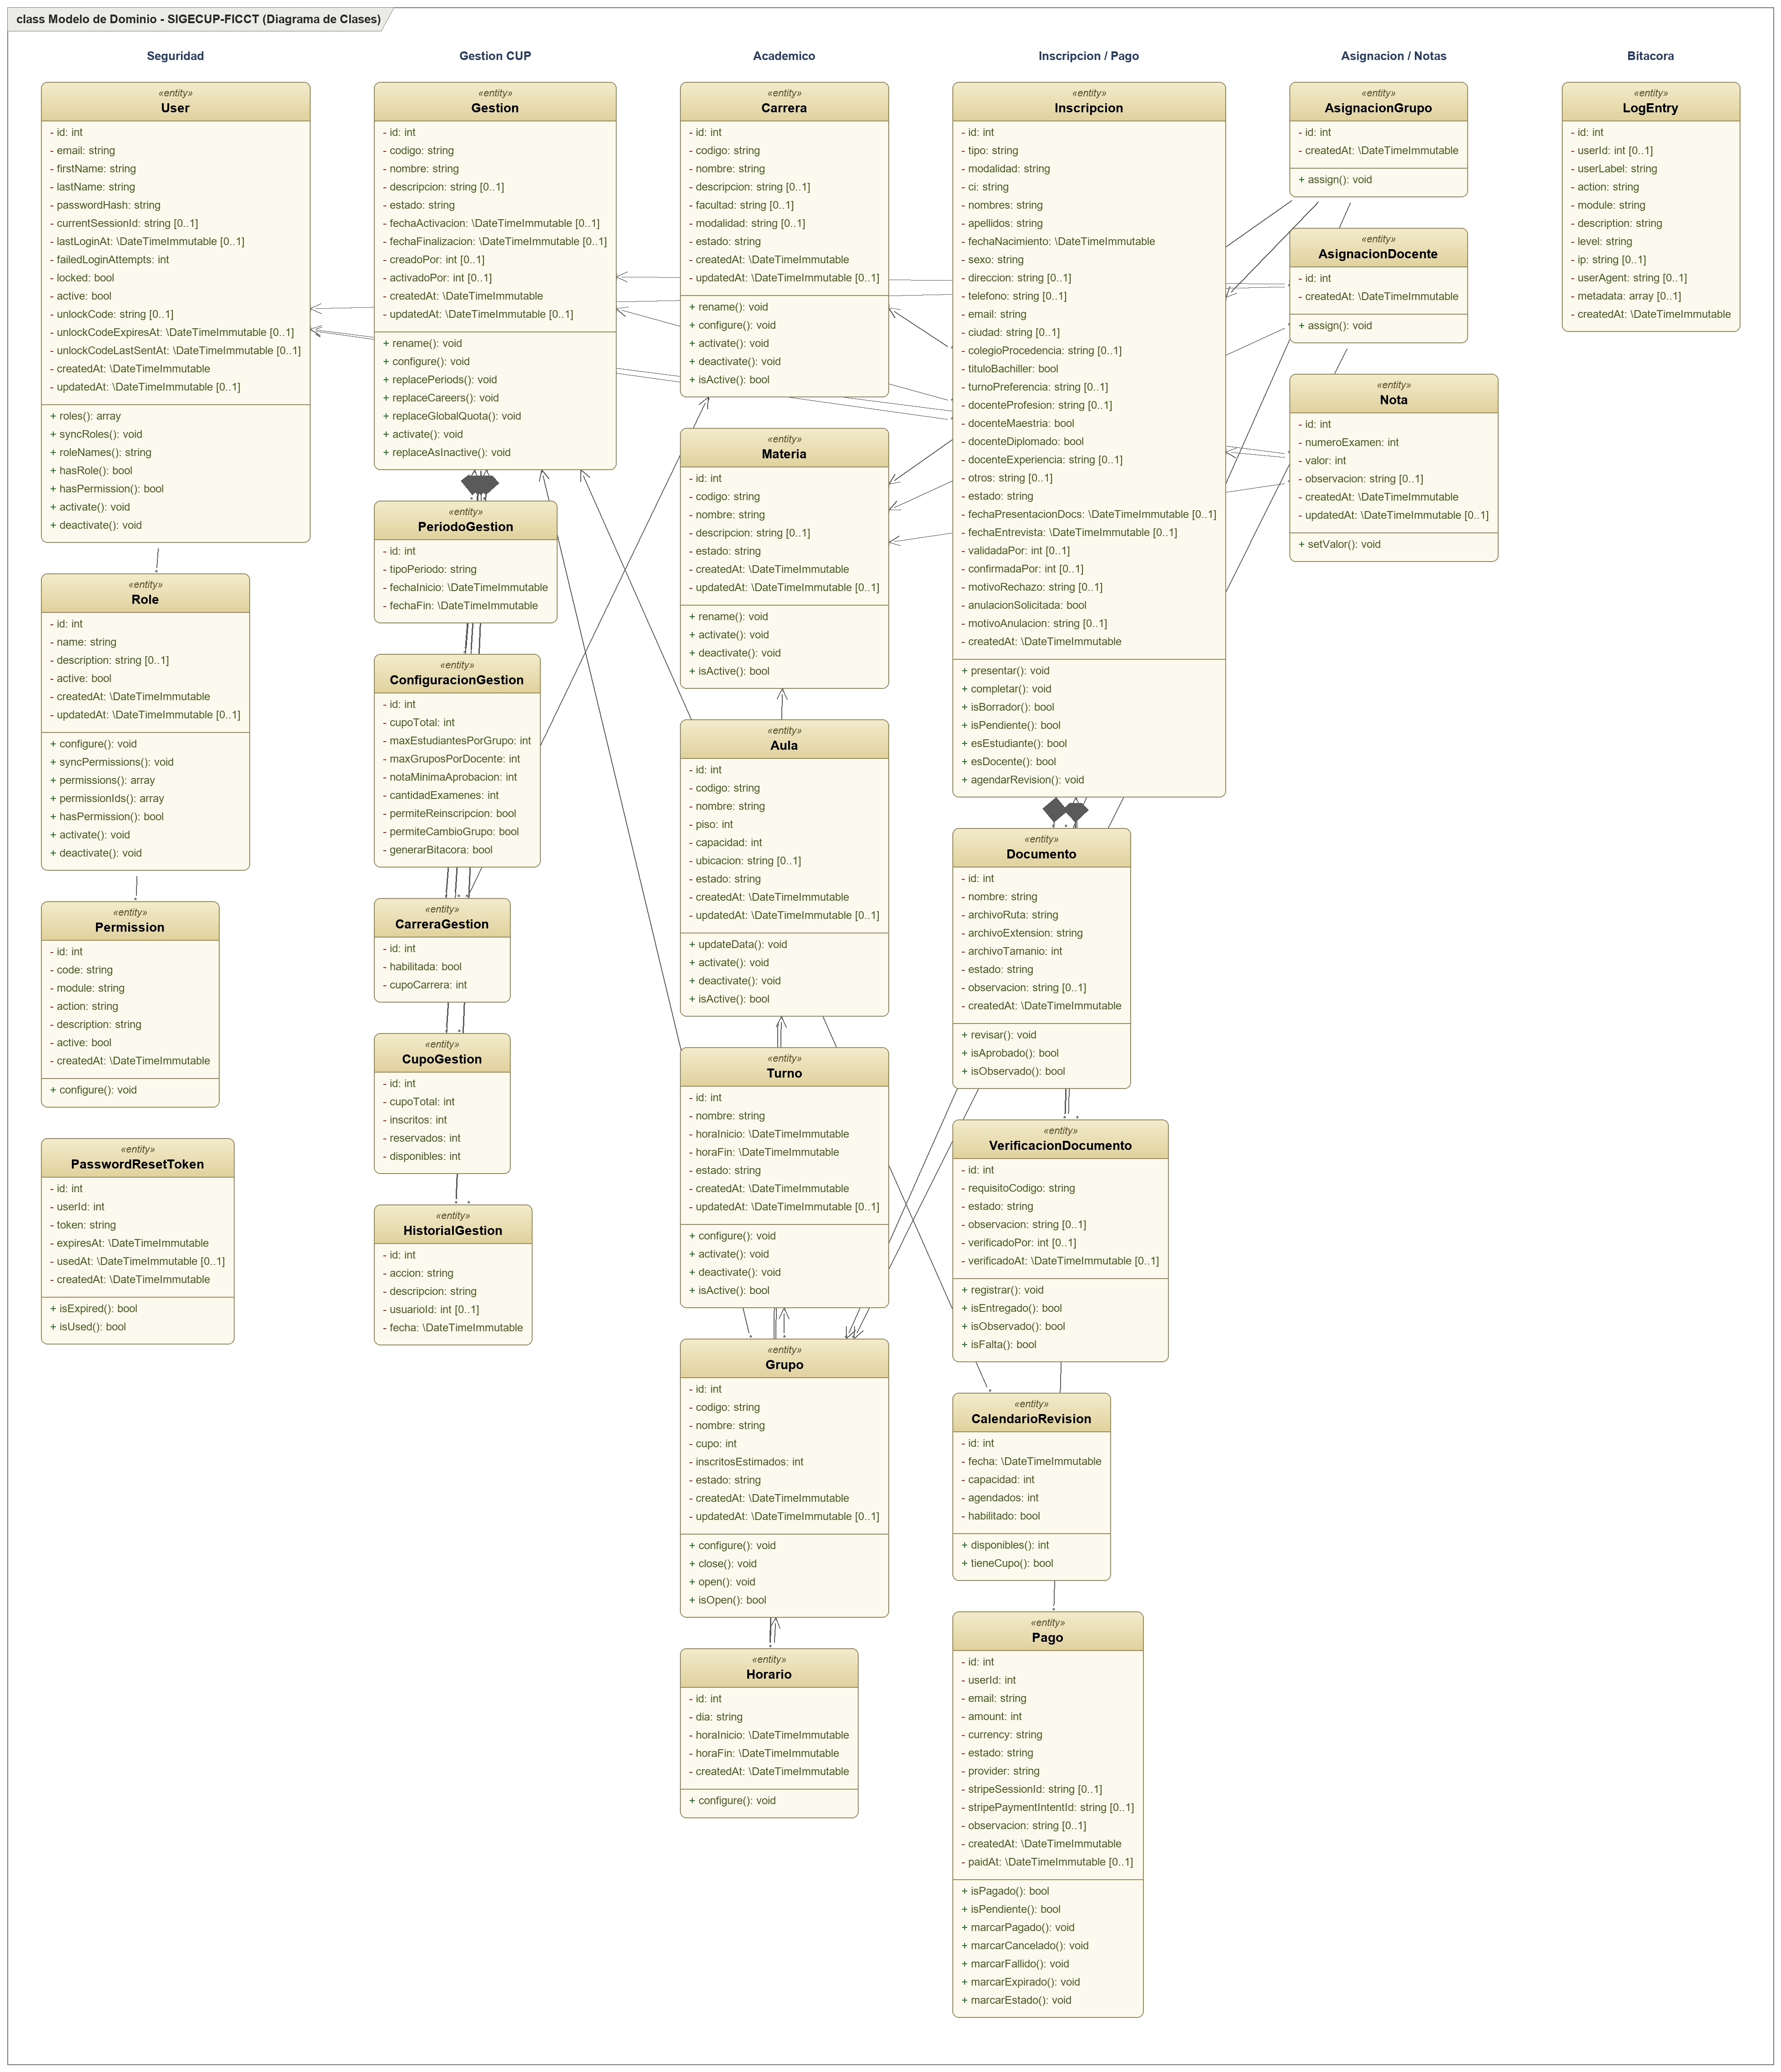 class Modelo de Dominio - SIGECUP-FICCT (Diagrama de Clases)
Seguridad
«entity»
User
- id: int
- email: string
- firstName: string
- lastName: string
- passwordHash: string
- currentSessionId: string [0..1]
- lastLoginAt: \DateTimeImmutable [0..1]
- failedLoginAttempts: int
- locked: bool
- active: bool
- unlockCode: string [0..1]
- unlockCodeExpiresAt: \DateTimeImmutable [0..1]
- unlockCodeLastSentAt: \DateTimeImmutable [0..1]
- createdAt: \DateTimeImmutable
- updatedAt: \DateTimeImmutable [0..1]
+ roles(): array
+ syncRoles(): void
+ roleNames(): string
+ hasRole(): bool
+ hasPermission(): bool
+ activate(): void
+ deactivate(): void
*
«entity»
Role
- id: int
- name: string
- description: string [0..1]
- active: bool
- createdAt: \DateTimeImmutable
- updatedAt: \DateTimeImmutable [0..1]
+ configure(): void
+ syncPermissions(): void
+ permissions(): array
+ permissionIds(): array
+ hasPermission(): bool
+ activate(): void
+ deactivate(): void
*
«entity»
Permission
- id: int
- code: string
- module: string
- action: string
- description: string
- active: bool
- createdAt: \DateTimeImmutable
+ configure(): void
«entity»
PasswordResetToken
- id: int
- userId: int
- token: string
- expiresAt: \DateTimeImmutable
- usedAt: \DateTimeImmutable [0..1]
- createdAt: \DateTimeImmutable
+ isExpired(): bool
+ isUsed(): bool
Gestion CUP
«entity»
Gestion
- id: int
- codigo: string
- nombre: string
- descripcion: string [0..1]
- estado: string
- fechaActivacion: \DateTimeImmutable [0..1]
- fechaFinalizacion: \DateTimeImmutable [0..1]
- creadoPor: int [0..1]
- activadoPor: int [0..1]
- createdAt: \DateTimeImmutable
- updatedAt: \DateTimeImmutable [0..1]
+ rename(): void
+ configure(): void
+ replacePeriods(): void
+ replaceCareers(): void
+ replaceGlobalQuota(): void
+ activate(): void
+ replaceAsInactive(): void
«entity»
PeriodoGestion
- id: int
- tipoPeriodo: string
- fechaInicio: \DateTimeImmutable
- fechaFin: \DateTimeImmutable
«entity»
ConfiguracionGestion
- id: int
- cupoTotal: int
- maxEstudiantesPorGrupo: int
- maxGruposPorDocente: int
- notaMinimaAprobacion: int
- cantidadExamenes: int
- permiteReinscripcion: bool
- permiteCambioGrupo: bool
- generarBitacora: bool
«entity»
CarreraGestion
- id: int
- habilitada: bool
- cupoCarrera: int
«entity»
CupoGestion
- id: int
- cupoTotal: int
- inscritos: int
- reservados: int
- disponibles: int
* *
«entity»
HistorialGestion
- id: int
- accion: string
- descripcion: string
- usuarioId: int [0..1]
- fecha: \DateTimeImmutable
Academico
«entity»
Carrera
- id: int
- codigo: string
- nombre: string
- descripcion: string [0..1]
- facultad: string [0..1]
- modalidad: string [0..1]
- estado: string
- createdAt: \DateTimeImmutable
- updatedAt: \DateTimeImmutable [0..1]
+ rename(): void
+ configure(): void
+ activate(): void
+ deactivate(): void
+ isActive(): bool
«entity»
Materia
- id: int
- codigo: string
- nombre: string
- descripcion: string [0..1]
- estado: string
- createdAt: \DateTimeImmutable
- updatedAt: \DateTimeImmutable [0..1]
+ rename(): void
+ activate(): void
+ deactivate(): void
+ isActive(): bool
«entity»
Aula
- id: int
- codigo: string
- nombre: string
- piso: int
- capacidad: int
- ubicacion: string [0..1]
- estado: string
- createdAt: \DateTimeImmutable
- updatedAt: \DateTimeImmutable [0..1]
+ updateData(): void
+ activate(): void
+ deactivate(): void
+ isActive(): bool
«entity»
Turno
- id: int
- nombre: string
- horaInicio: \DateTimeImmutable
- horaFin: \DateTimeImmutable
- estado: string
- createdAt: \DateTimeImmutable
- updatedAt: \DateTimeImmutable [0..1]
+ configure(): void
+ activate(): void
+ deactivate(): void
+ isActive(): bool
* *
«entity»
Grupo
- id: int
- codigo: string
- nombre: string
- cupo: int
- inscritosEstimados: int
- estado: string
- createdAt: \DateTimeImmutable
- updatedAt: \DateTimeImmutable [0..1]
+ configure(): void
+ close(): void
+ open(): void
+ isOpen(): bool
*
«entity»
Horario
- id: int
- dia: string
- horaInicio: \DateTimeImmutable
- horaFin: \DateTimeImmutable
- createdAt: \DateTimeImmutable
+ configure(): void
Inscripcion / Pago
«entity»
Inscripcion
- id: int
- tipo: string
- modalidad: string
- ci: string
- nombres: string
- apellidos: string
- fechaNacimiento: \DateTimeImmutable
- sexo: string
- direccion: string [0..1]
- telefono: string [0..1]
- email: string
- ciudad: string [0..1]
- colegioProcedencia: string [0..1]
- tituloBachiller: bool
- turnoPreferencia: string [0..1]
- docenteProfesion: string [0..1]
- docenteMaestria: bool
- docenteDiplomado: bool
- docenteExperiencia: string [0..1]
- otros: string [0..1]
- estado: string
- fechaPresentacionDocs: \DateTimeImmutable [0..1]
- fechaEntrevista: \DateTimeImmutable [0..1]
- validadaPor: int [0..1]
- confirmadaPor: int [0..1]
- motivoRechazo: string [0..1]
- anulacionSolicitada: bool
- motivoAnulacion: string [0..1]
- createdAt: \DateTimeImmutable
+ presentar(): void
+ completar(): void
+ isBorrador(): bool
+ isPendiente(): bool
+ esEstudiante(): bool
+ esDocente(): bool
+ agendarRevision(): void
«entity»
Documento
- id: int
- nombre: string
- archivoRuta: string
- archivoExtension: string
- archivoTamanio: int
- estado: string
- observacion: string [0..1]
- createdAt: \DateTimeImmutable
+ revisar(): void
+ isAprobado(): bool
+ isObservado(): bool
* *
«entity»
VerificacionDocumento
- id: int
- requisitoCodigo: string
- estado: string
- observacion: string [0..1]
- verificadoPor: int [0..1]
- verificadoAt: \DateTimeImmutable [0..1]
+ registrar(): void
+ isEntregado(): bool
+ isObservado(): bool
+ isFalta(): bool
*
«entity»
CalendarioRevision
- id: int
- fecha: \DateTimeImmutable
- capacidad: int
- agendados: int
- habilitado: bool
+ disponibles(): int
+ tieneCupo(): bool
*
«entity»
Pago
- id: int
- userId: int
- email: string
- amount: int
- currency: string
- estado: string
- provider: string
- stripeSessionId: string [0..1]
- stripePaymentIntentId: string [0..1]
- observacion: string [0..1]
- createdAt: \DateTimeImmutable
- paidAt: \DateTimeImmutable [0..1]
+ isPagado(): bool
+ isPendiente(): bool
+ marcarPagado(): void
+ marcarCancelado(): void
+ marcarFallido(): void
+ marcarExpirado(): void
+ marcarEstado(): void
Asignacion / Notas
«entity»
AsignacionGrupo
- id: int
- createdAt: \DateTimeImmutable
+ assign(): void
«entity»
AsignacionDocente
- id: int
- createdAt: \DateTimeImmutable
+ assign(): void
«entity»
Nota
- id: int
- numeroExamen: int
- valor: int
- observacion: string [0..1]
- createdAt: \DateTimeImmutable
- updatedAt: \DateTimeImmutable [0..1]
+ setValor(): void
Bitacora
«entity»
LogEntry
- id: int
- userId: int [0..1]
- userLabel: string
- action: string
- module: string
- description: string
- level: string
- ip: string [0..1]
- userAgent: string [0..1]
- metadata: array [0..1]
- createdAt: \DateTimeImmutable